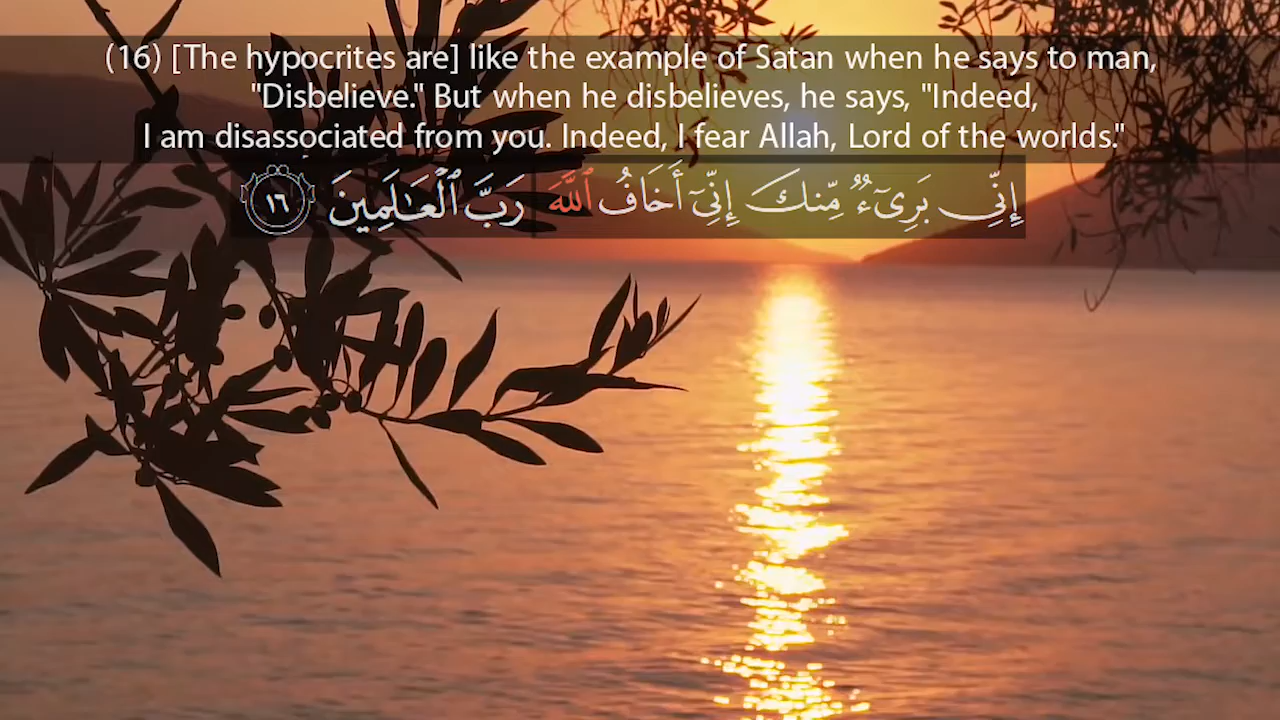 (16) [The hypocrites are] like the example of Satan when he says to man,
"Disbelieve." But when he disbelieves, he says, "Indeed,
I am disassociated from you. Indeed, I fear Allah, Lord of the worlds."
إِنِّي بَرِيٓءٌ مِّنكَ إِنِّيٓ أَخَافُ ٱللَّهَ رَبَّ ٱلْعَـٰلَمِينَ ١٦